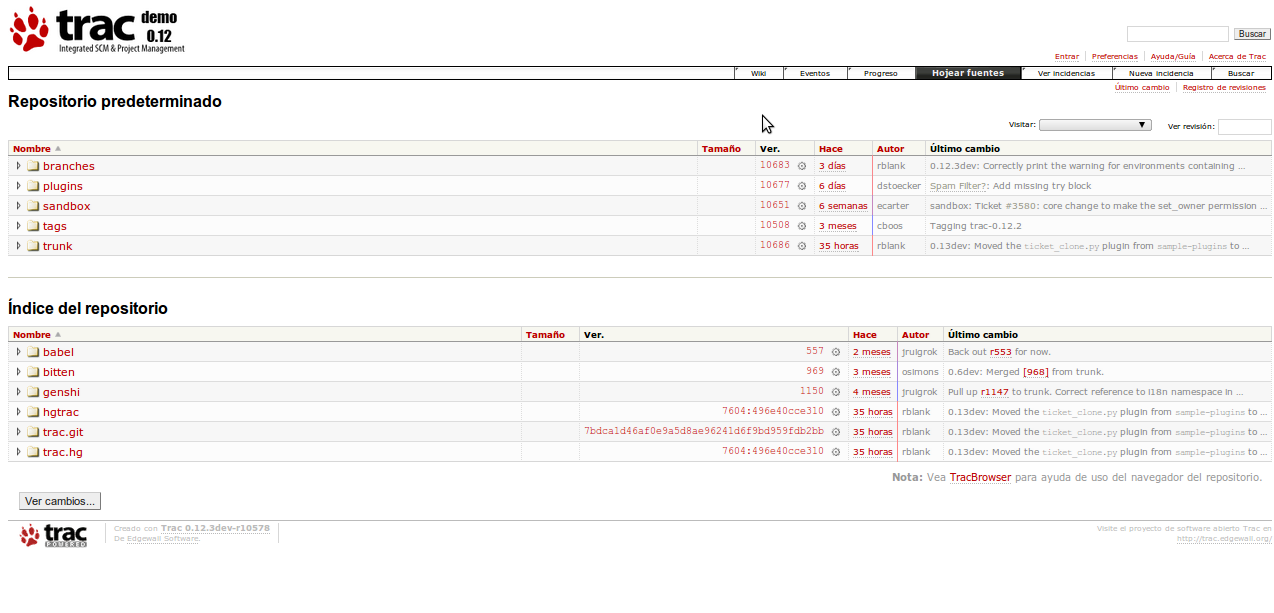 trac demo
0.12
Integrated SCM & Project Management
Buscar
Entrar Preferencias Ayuda/Guía Acerca de Trac
Wiki Eventos Progreso Hojear fuentes Ver incidencias Nueva incidencia Buscar
Último cambio Registro de revisiones
Repositorio predeterminado
Visitar: Ver revisión:
Nombre Tamaño Ver. Hace Autor Último cambio
branches 10683 3 días rblank 0.12.3dev: Correctly print the warning for environments containing ...
plugins 10677 6 días dstoecker Spam Filter?: Add missing try block
sandbox 10651 6 semanas ecarter sandbox: Ticket #3580: core change to make the set_owner permission ...
tags 10508 3 meses cboos Tagging trac-0.12.2
trunk 10686 35 horas rblank 0.13dev: Moved the ticket_clone.py plugin from sample-plugins to ...
Índice del repositorio
Nombre Tamaño Ver. Hace Autor Último cambio
babel 557 2 meses jruigrok Back out r553 for now.
bitten 969 3 meses osimons 0.6dev: Merged [968] from trunk.
genshi 1150 4 meses jruigrok Pull up r1147 to trunk. Correct reference to I18n namespace in ...
hgtrac 7604:496e40cce310 35 horas rblank 0.13dev: Moved the ticket_clone.py plugin from sample-plugins to ...
trac.git 7bdca1d46af0e9a5d8ae96241d6f9bd959fdb2bb 35 horas rblank 0.13dev: Moved the ticket_clone.py plugin from sample-plugins to ...
trac.hg 7604:496e40cce310 35 horas rblank 0.13dev: Moved the ticket_clone.py plugin from sample-plugins to ...
Nota: Vea TracBrowser para ayuda de uso del navegador del repositorio.
Ver cambios...
trac POWERED
Creado con Trac 0.12.3dev-r10578
De Edgewall Software.
Visite el proyecto de software abierto Trac en
http://trac.edgewall.org/